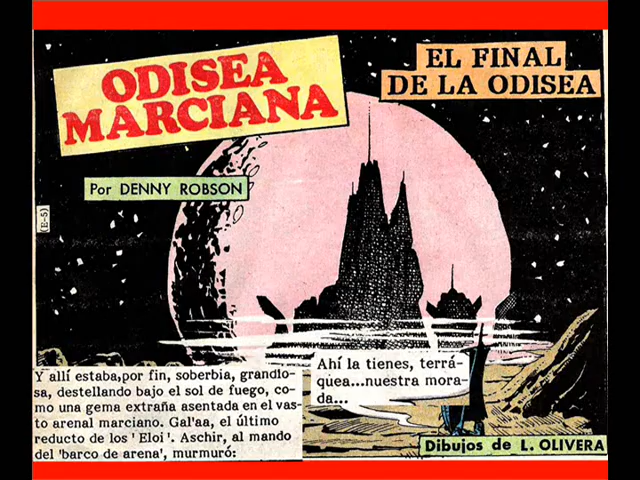 ODISEA
MARCIANA
EL FINAL
DE LA ODISEA
Por DENNY ROBSON
(E-5)
Y allí estaba,por fin, soberbia, grandio-
sa, destellando bajo el sol de fuego, co-
mo una gema extraña asentada en el vas-
to arenal marciano. Gal'aa, el último
reducto de los 'Eloi'. Aschir, al mando
del 'barco de arena', murmuró:
Ahí la tienes, terrá-
quea...nuestra mora-
da...
Dibujos de L. OLIVERA